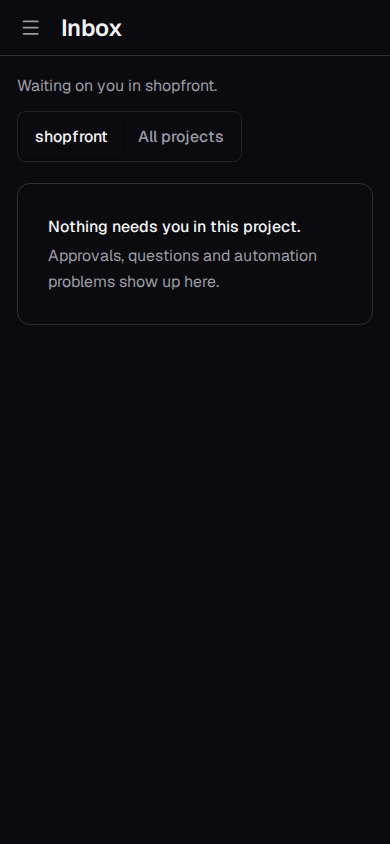 Inbox
Waiting on you in shopfront.
shopfront All projects
Nothing needs you in this project.
Approvals, questions and automation
problems show up here.